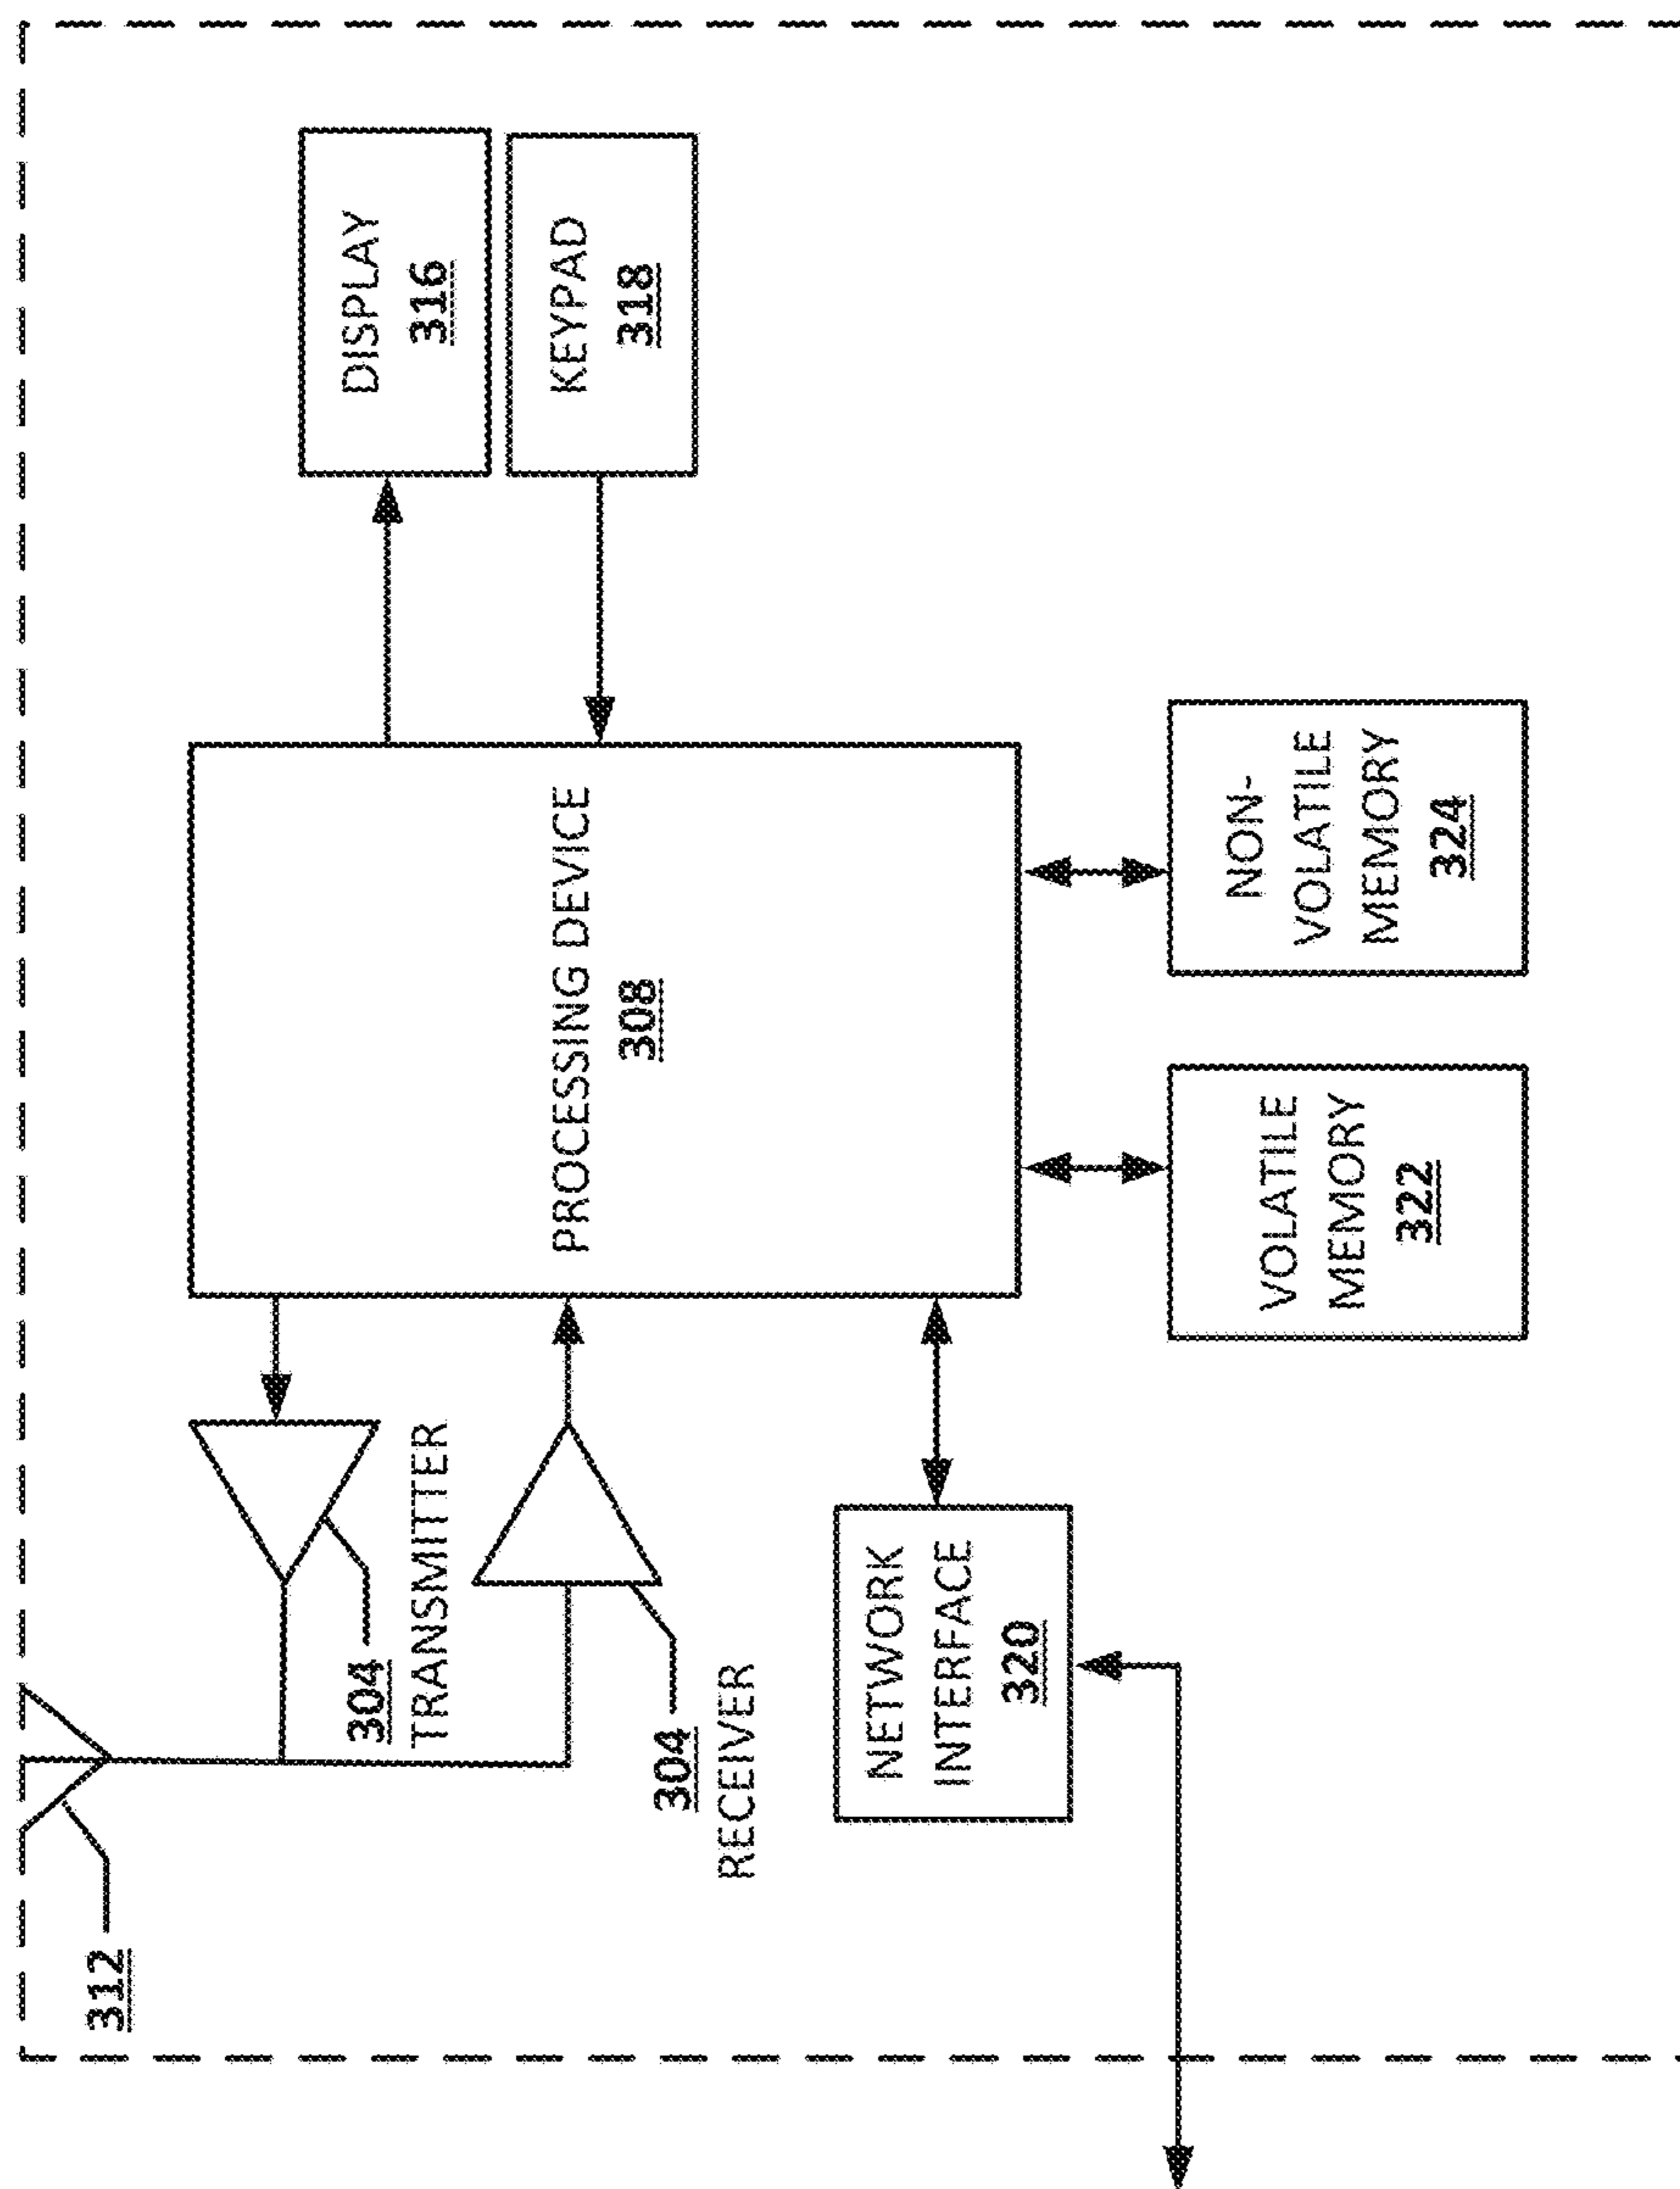 312
304
TRANSMITTER
304
RECEIVER
NETWORK
INTERFACE
320
PROCESSING DEVICE
308
VOLATILE
MEMORY
322
NON-
VOLATILE
MEMORY
324
DISPLAY
316
KEYPAD
318